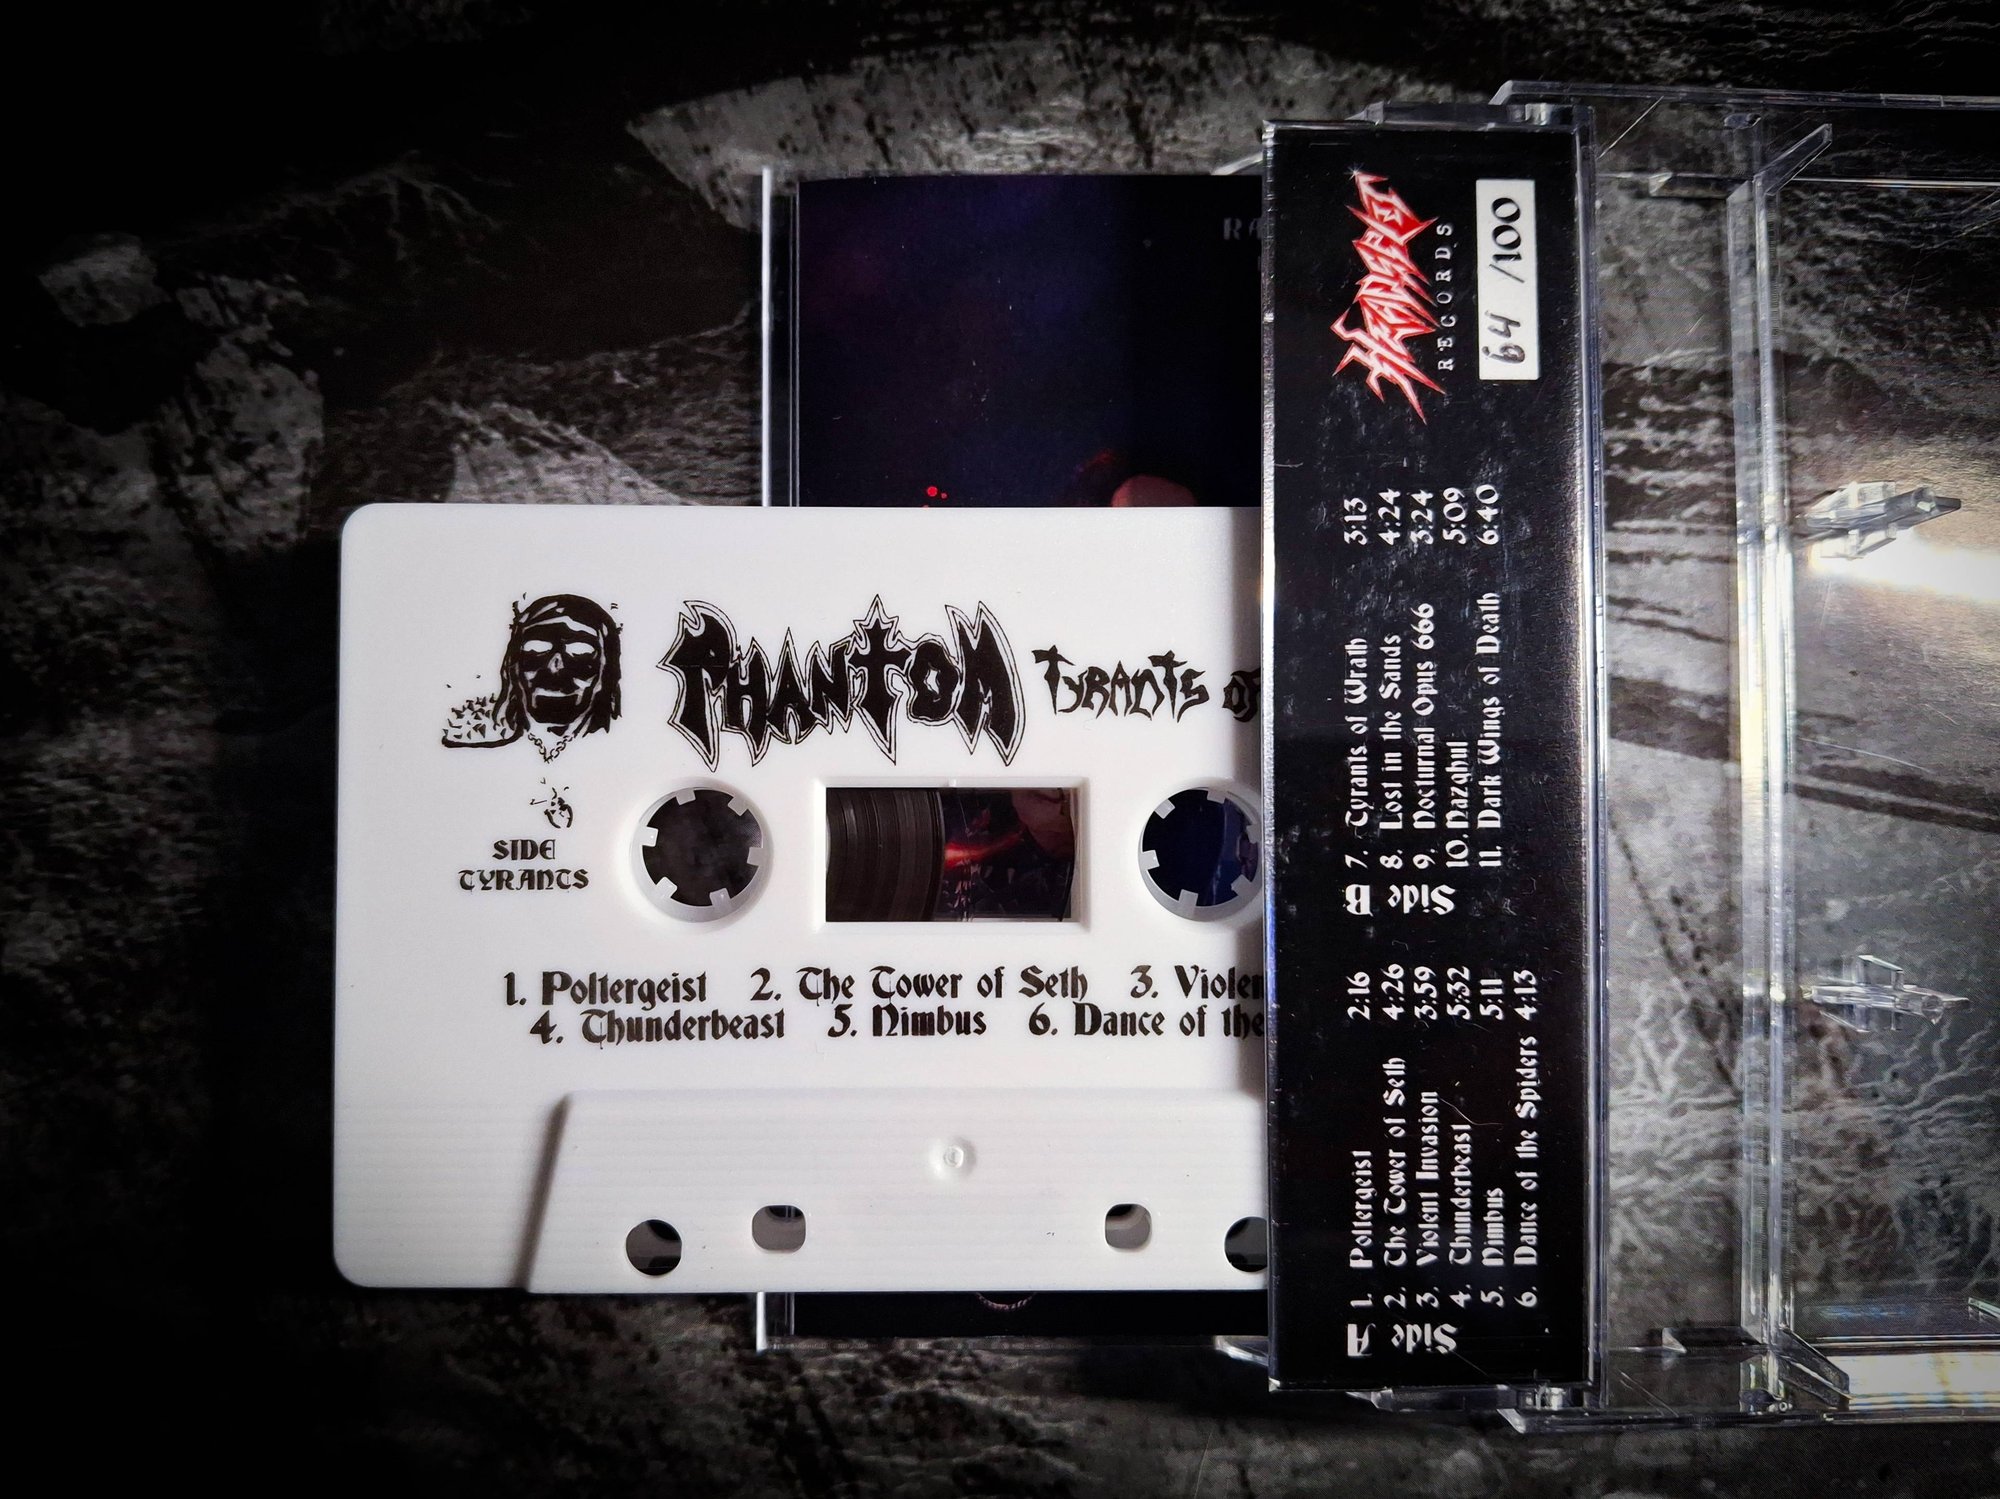 PHANTOM
TYRANTS OF
SIDE
TYRANTS
1. Poltergeist 2. The Tower of Seth 3. Violen
4. Thunderbeast 5. Nimbus 6. Dance of the
RA
Side A
1. Poltergeist 2:16
2. The Tower of Seth 4:26
3. Violent Invasion 3:59
4. Thunderbeast 5:32
5. Nimbus 5:11
6. Dance of the Spiders 4:13
Side B
7. Tyrants of Wrath 3:13
8. Lost in the Sands 4:24
9. Nocturnal Opus 666 3:24
10. Nazghul 5:09
11. Dark Wings of Death 6:40
HEADSPLIT
RECORDS
64 /100